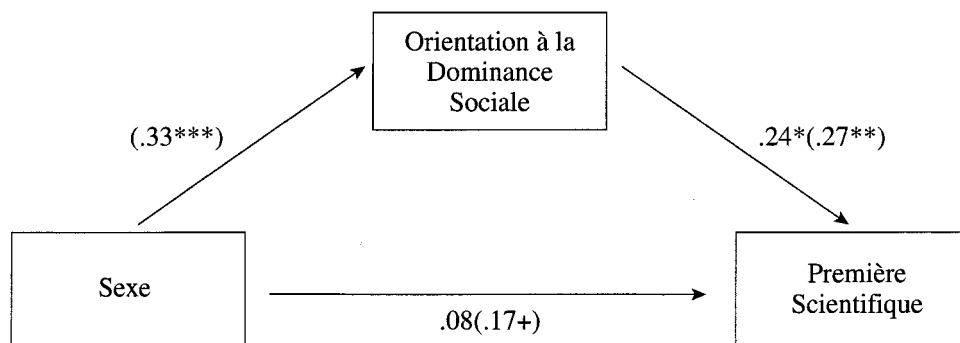 Orientation à la
Dominance
Sociale
(.33***)
.24*(.27**)
Sexe
Première
Scientifique
.08(.17+)